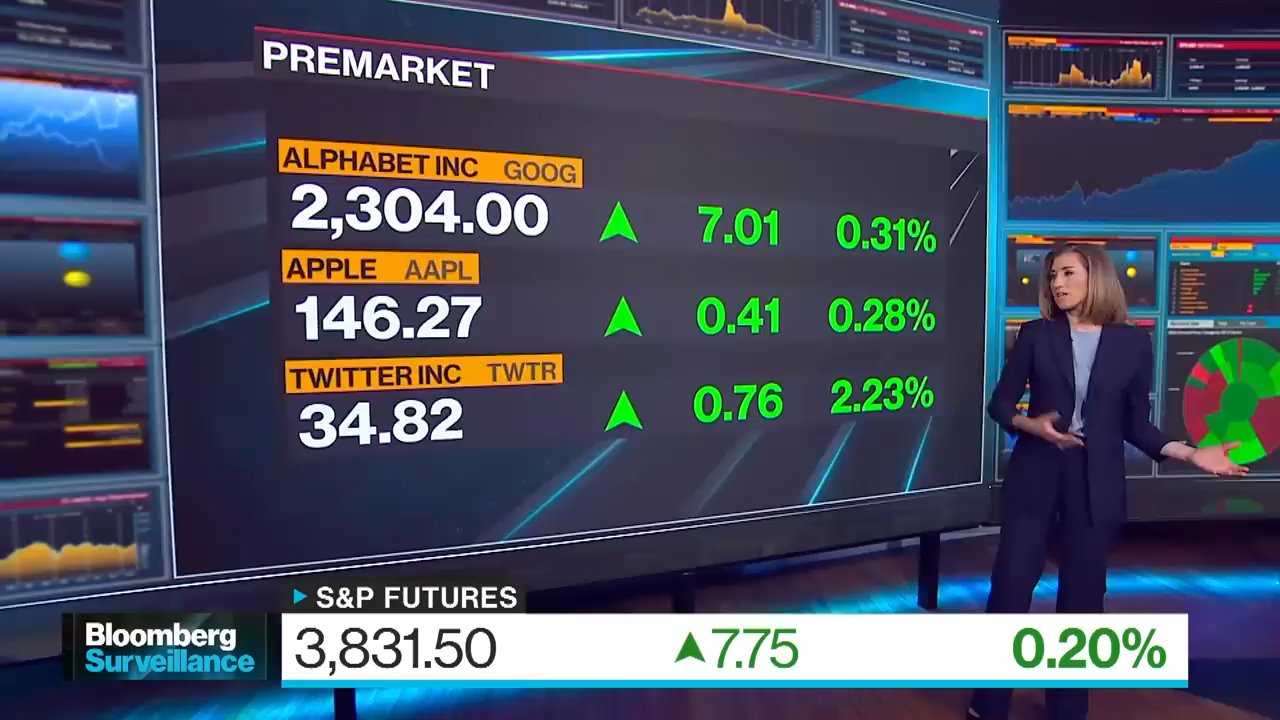 PREMARKET
ALPHABET INC GOOG
2,304.00 7.01 0.31%
APPLE AAPL
146.27 0.41 0.28%
TWITTER INC TWTR
34.82 0.76 2.23%
S&P FUTURES
Bloomberg
Surveillance
3,831.50 7.75 0.20%